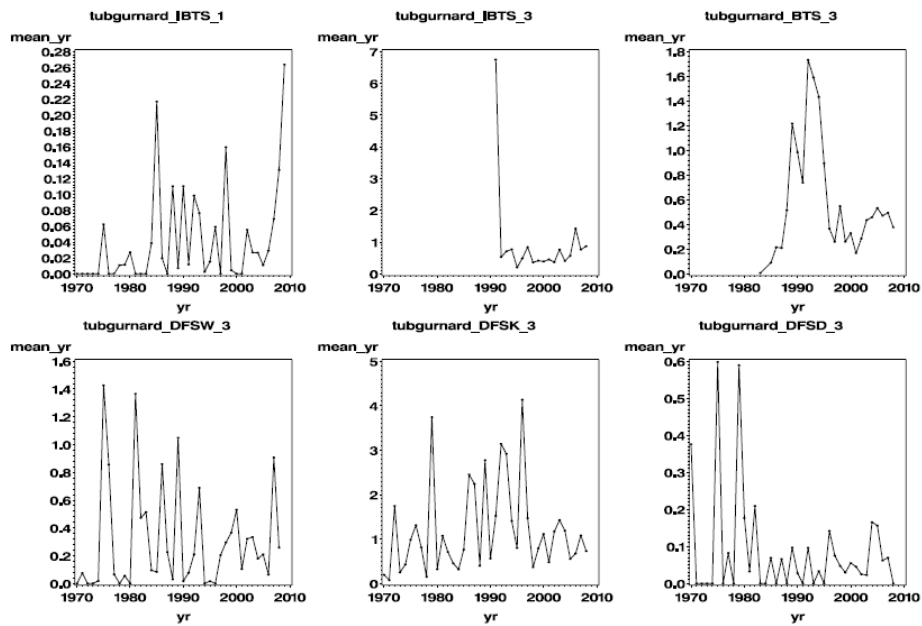 tubgurnard_IBTS_1
tubgurnard_IBTS_3
tubgurnard_BTS_3
mean_yr
mean_yr
mean_yr
0.28
0.26
0.24
0.22
0.20
0.18
0.16
0.14
0.12
0.10
0.08
0.06
0.04
0.02
0.00
7
6
5
4
3
2
1
0
1.8
1.6
1.4
1.2
1.0
0.8
0.6
0.4
0.2
0.0
1970 1980 1990 2000 2010
1970 1980 1990 2000 2010
1970 1980 1990 2000 2010
yr
yr
yr
tubgurnard_DFSW_3
tubgurnard_DFSK_3
tubgurnard_DFSD_3
mean_yr
mean_yr
mean_yr
1.6
1.4
1.2
1.0
0.8
0.6
0.4
0.2
0.0
5
4
3
2
1
0
0.6
0.5
0.4
0.3
0.2
0.1
0.0
1970 1980 1990 2000 2010
1970 1980 1990 2000 2010
1970 1980 1990 2000 2010
yr
yr
yr